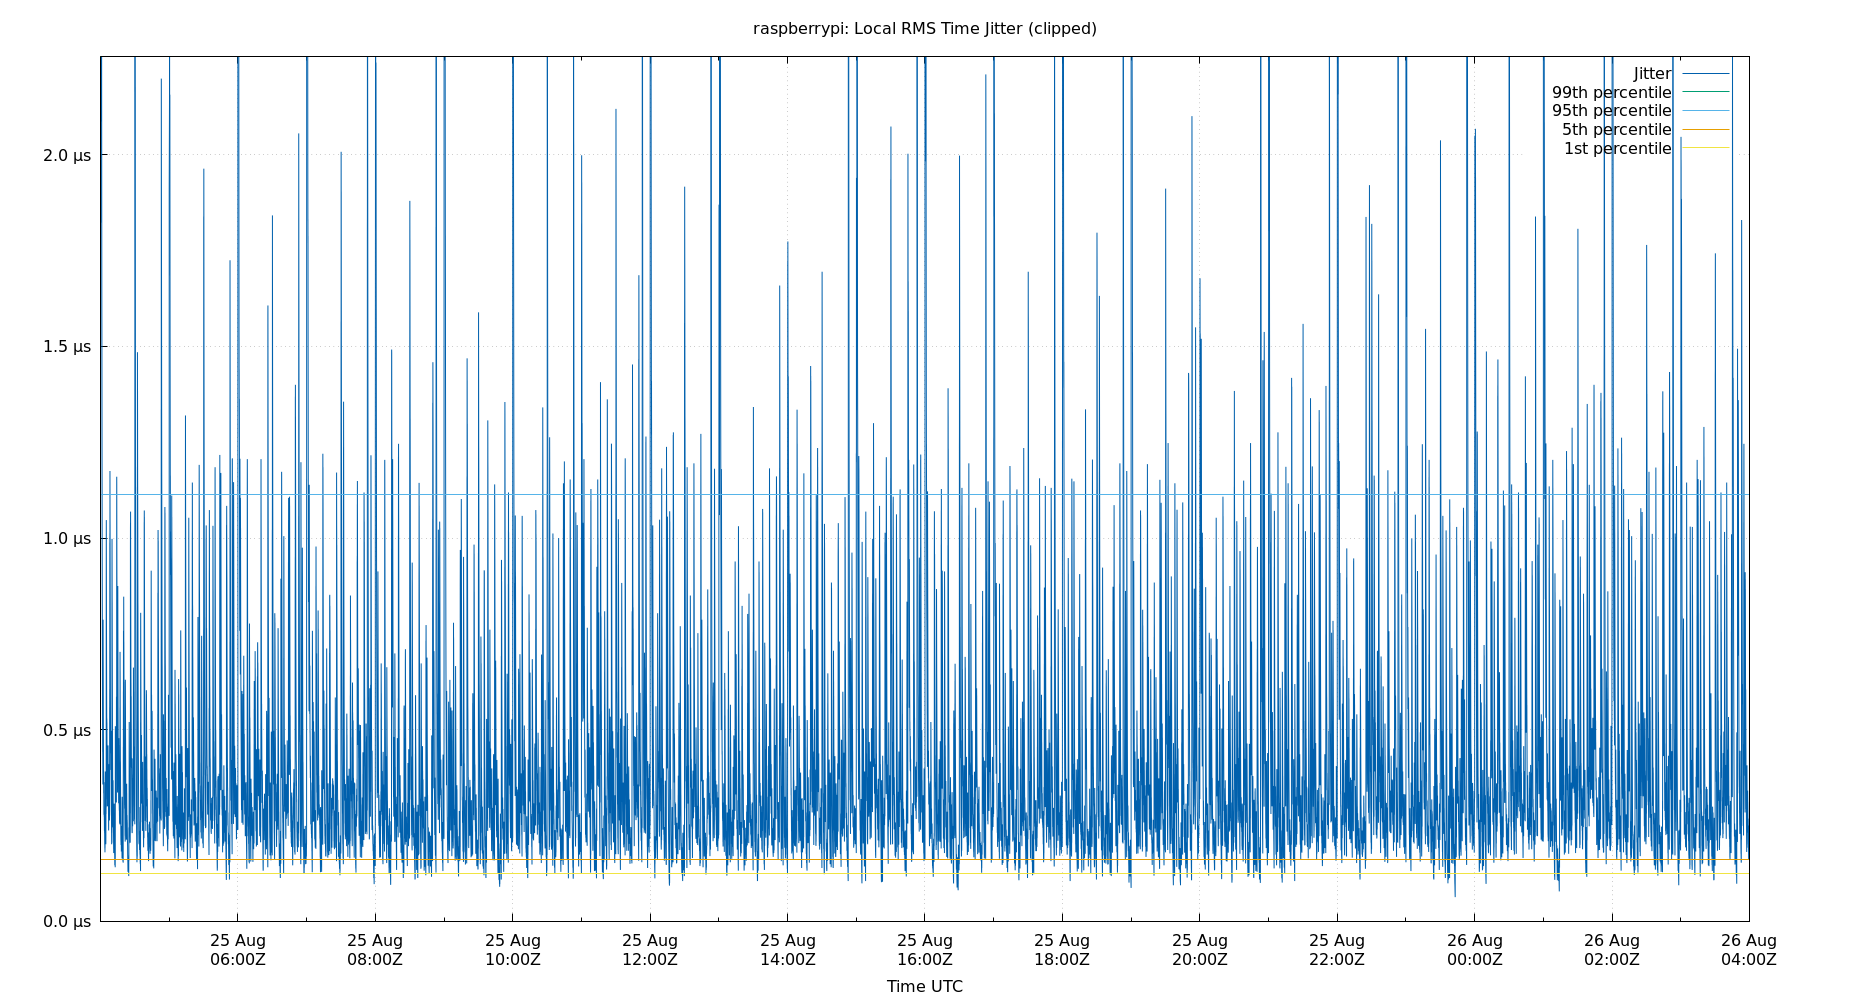 raspberrypi: Local RMS Time Jitter (clipped)
Jitter
99th percentile
95th percentile
5th percentile
1st percentile
2.0 µs
1.5 µs
1.0 µs
0.5 µs
0.0 µs
25 Aug 25 Aug 25 Aug 25 Aug 25 Aug 25 Aug 25 Aug 25 Aug 25 Aug 26 Aug 26 Aug 26 Aug
06:00Z 08:00Z 10:00Z 12:00Z 14:00Z 16:00Z 18:00Z 20:00Z 22:00Z 00:00Z 02:00Z 04:00Z
Time UTC